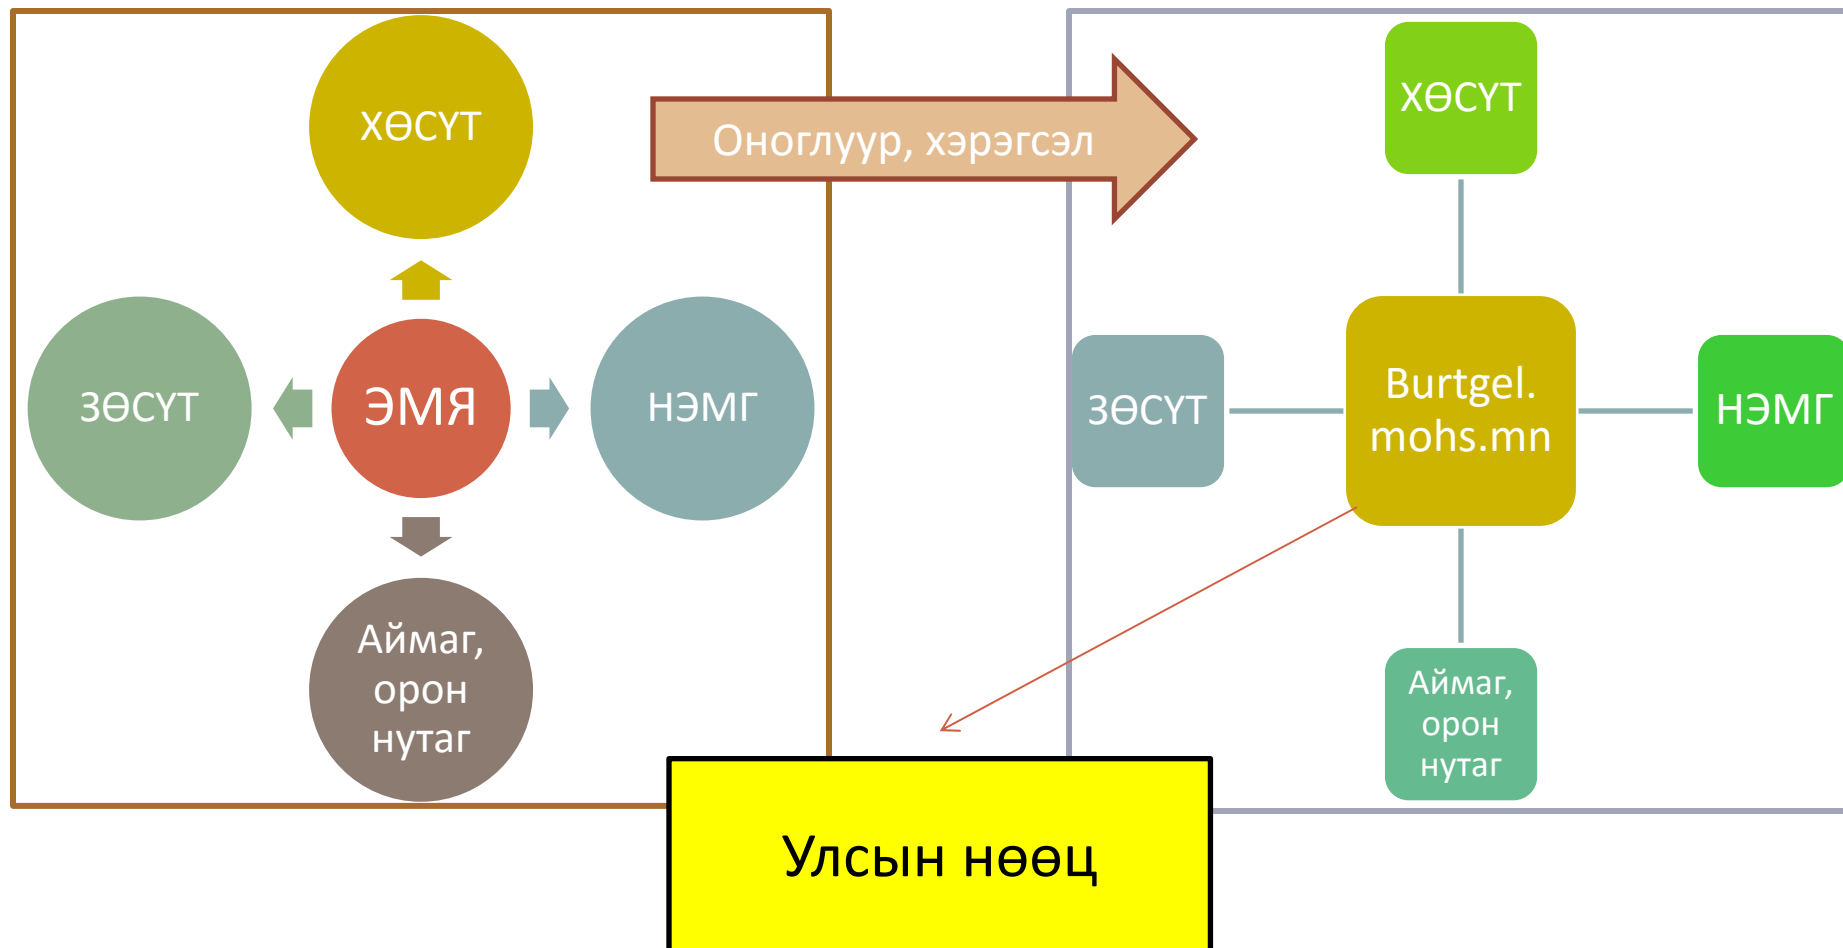 ХӨСҮТ
ЗӨСҮТ
ЭМЯ
НЭМГ
Аймаг,
орон
нутаг
Оноглуур, хэрэгсэл
ХӨСҮТ
ЗӨСҮТ
Burtgel.
mohs.mn
НЭМГ
Аймаг,
орон
нутаг
Улсын нөөц